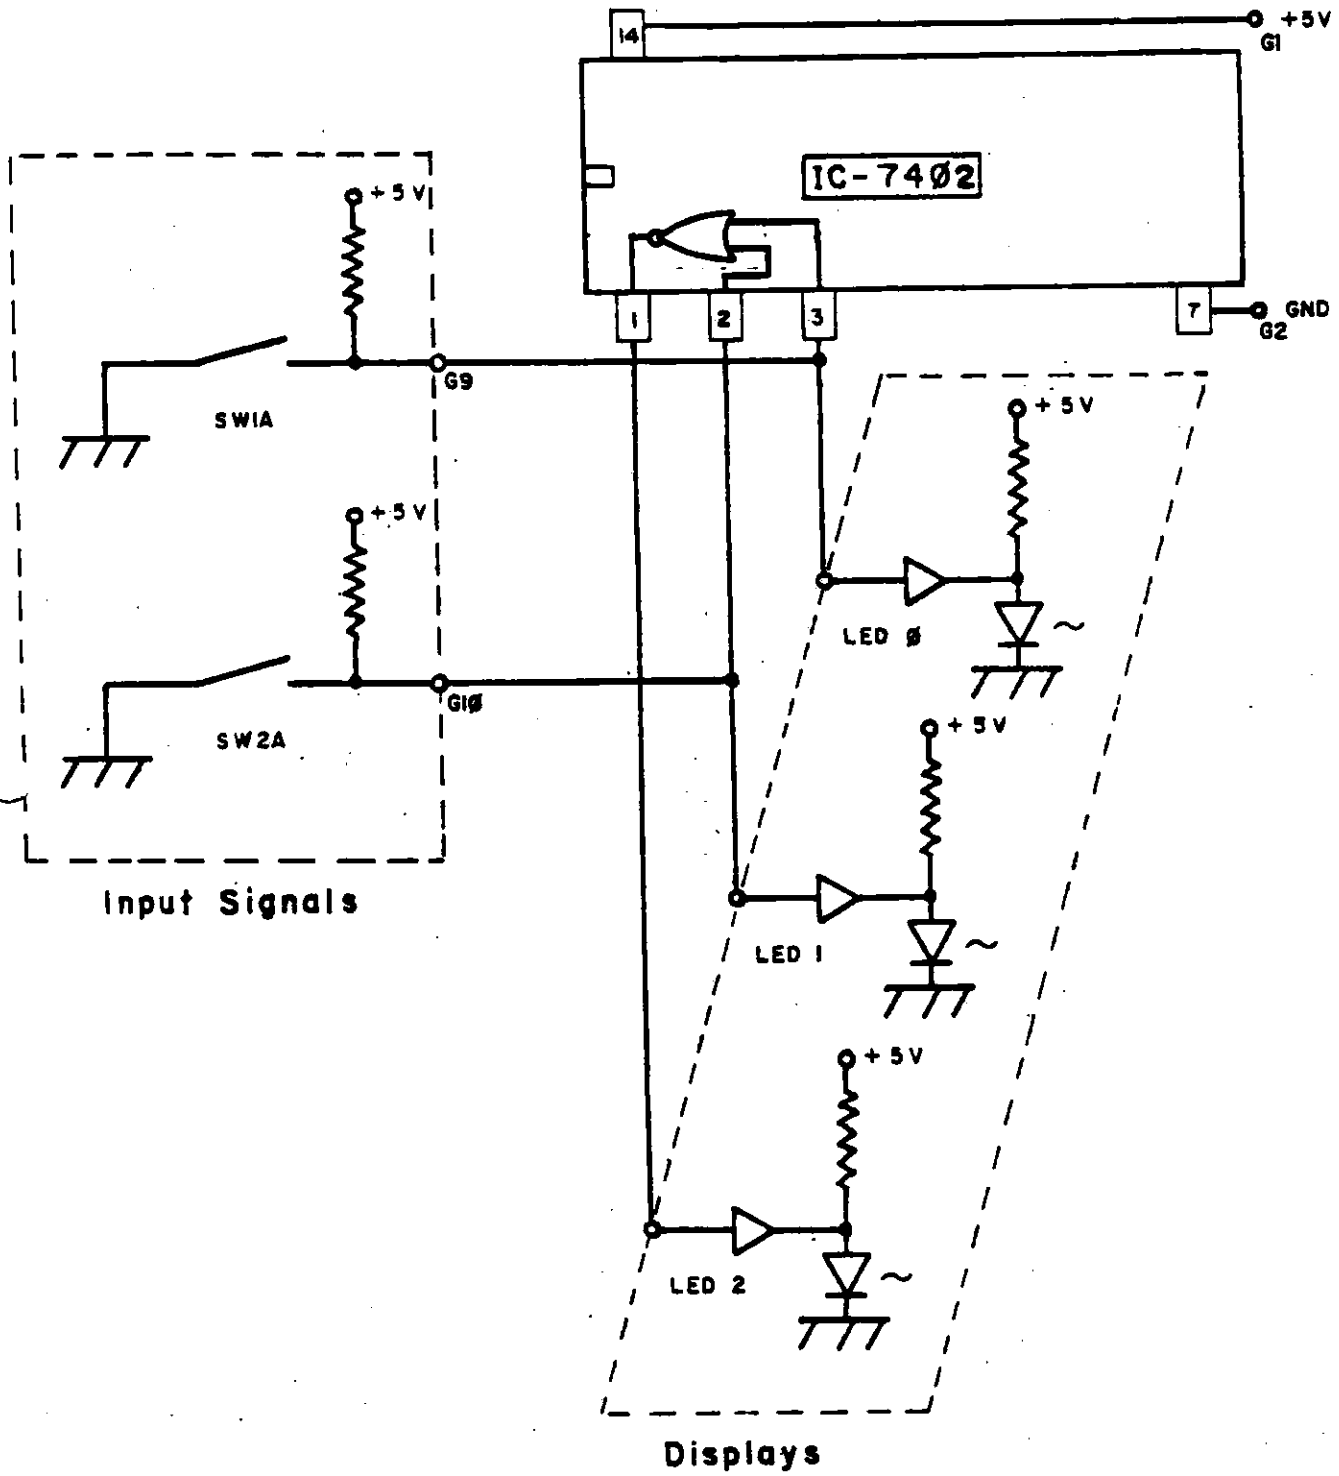 14
+5V
G1
IC-74Ø2
+5V
1
2
3
7
GND
G2
G9
SW1A
+5V
+5V
LED Ø
G1Ø
SW2A
+5V
Input Signals
LED 1
+5V
LED 2
Displays